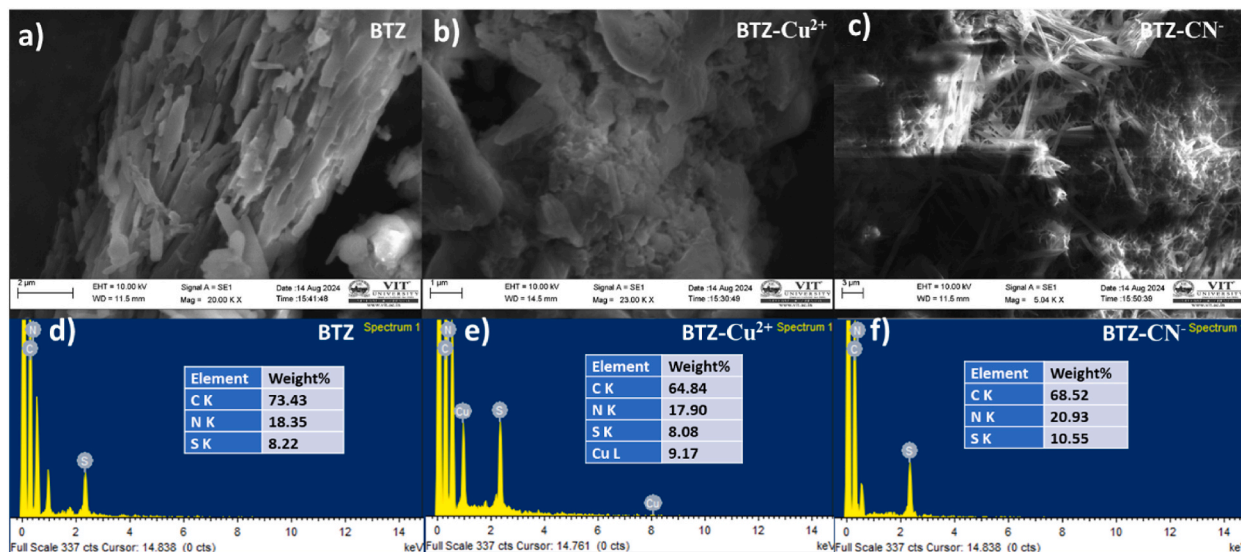 a)
BTZ
2 µm
EHT = 10.00 kV
WD = 11.5 mm
Signal A = SE1
Mag = 20.00 K X
Date :14 Aug 2024
Time :15:41:48
VIT
UNIVERSITY
b)
BTZ-Cu²⁺
1 µm
EHT = 10.00 kV
WD = 14.5 mm
Signal A = SE1
Mag = 23.00 K X
Date :14 Aug 2024
Time :15:30:49
VIT
UNIVERSITY
c)
BTZ-CN⁻
3 µm
EHT = 10.00 kV
WD = 11.5 mm
Signal A = SE1
Mag = 5.04 K X
Date :14 Aug 2024
Time :15:50:39
VIT
UNIVERSITY
d)
BTZ
Spectrum 1
N
C
S
Element Weight%
C K 73.43
N K 18.35
S K 8.22
0 2 4 6 8 10 12 14
keV
Full Scale 337 cts Cursor: 14.838 (0 cts)
e)
BTZ-Cu²⁺
Spectrum 1
N
C
Cu
S
Cu
Element Weight%
C K 64.84
N K 17.90
S K 8.08
Cu L 9.17
0 2 4 6 8 10 12 14
keV
Full Scale 337 cts Cursor: 14.761 (0 cts)
f)
BTZ-CN⁻
Spectrum
N
C
S
Element Weight%
C K 68.52
N K 20.93
S K 10.55
0 2 4 6 8 10 12 14
keV
Full Scale 337 cts Cursor: 14.838 (0 cts)